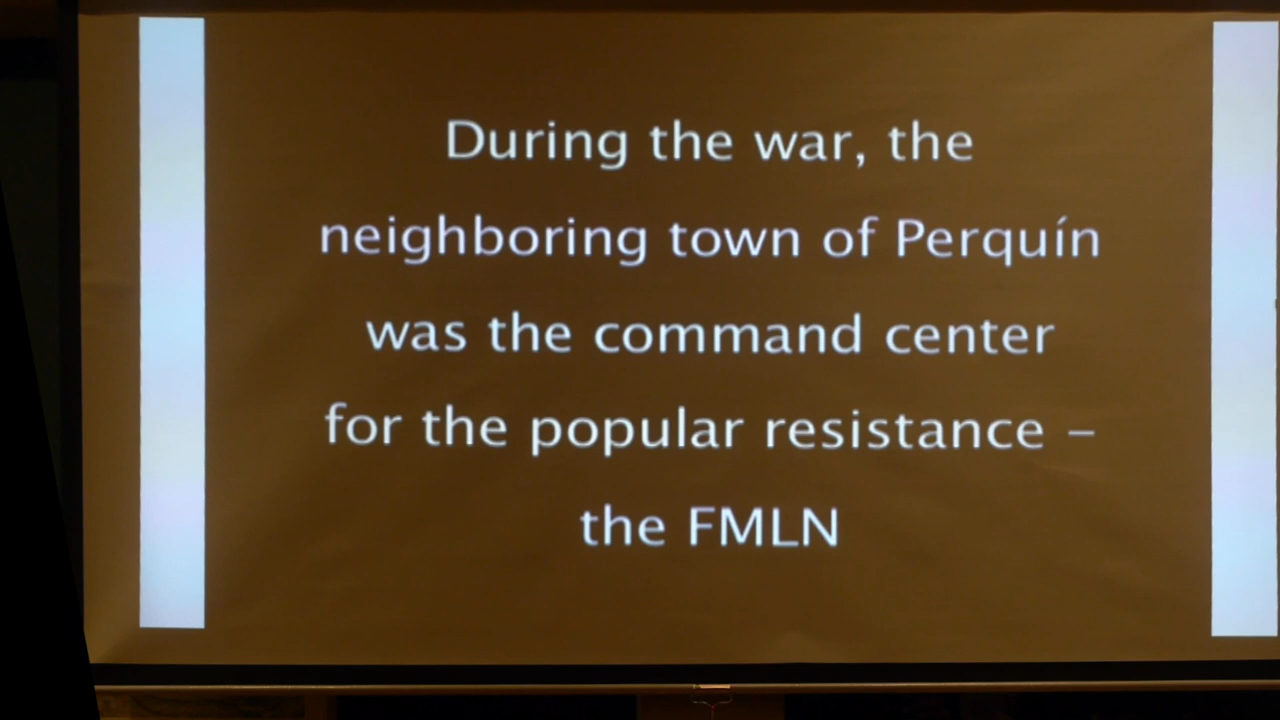 During the war, the
neighboring town of Perquín
was the command center
for the popular resistance –
the FMLN